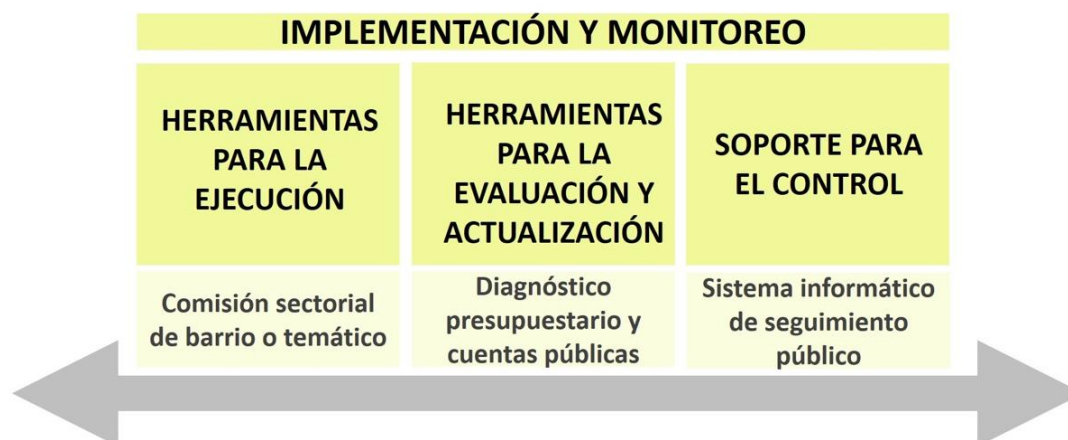 IMPLEMENTACIÓN Y MONITOREO
HERRAMIENTAS
PARA LA
EJECUCIÓN
HERRAMIENTAS
PARA LA
EVALUACIÓN Y
ACTUALIZACIÓN
SOPORTE PARA
EL CONTROL
Comisión sectorial
de barrio o temático
Diagnóstico
presupuestario y
cuentas públicas
Sistema informático
de seguimiento
público